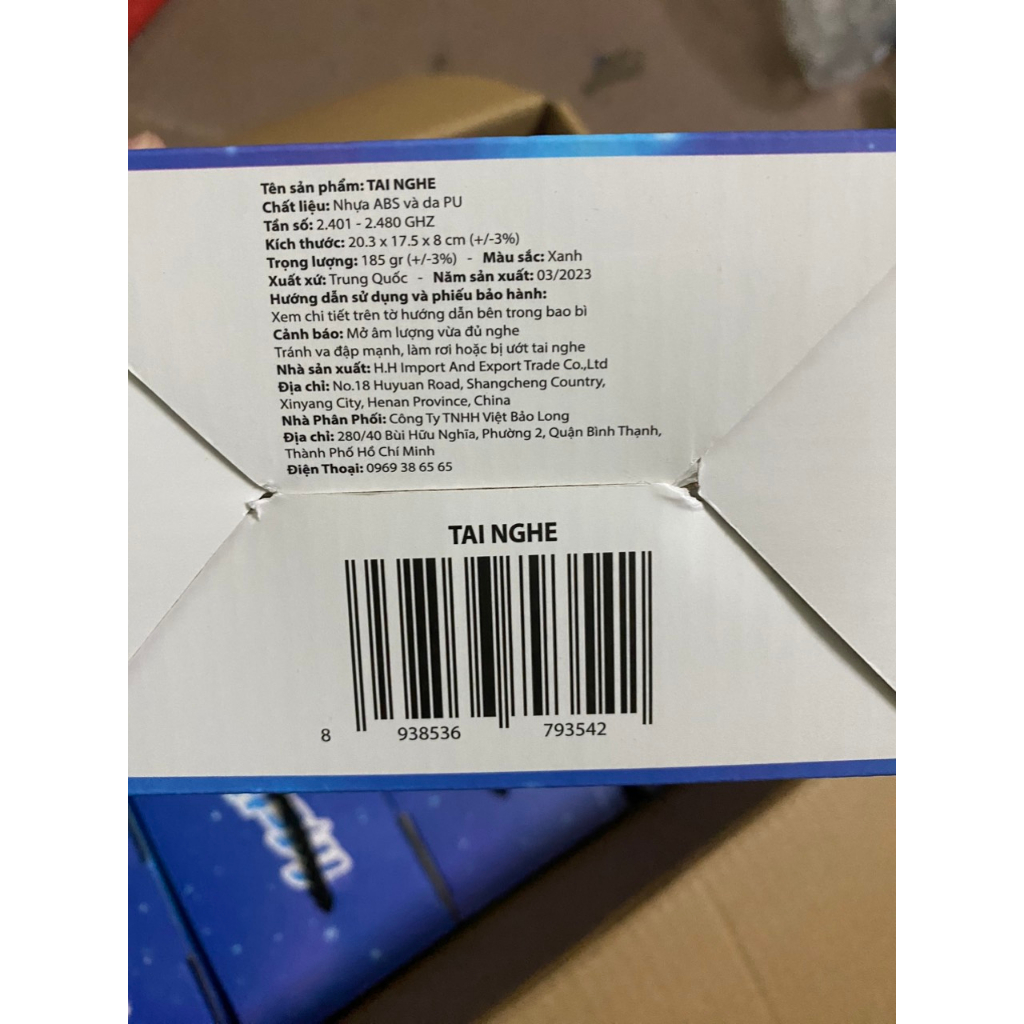 Tên sản phẩm: TAI NGHE
Chất liệu: Nhựa ABS và da PU
Tần số: 2.401 - 2.480 GHZ
Kích thước: 20.3 x 17.5 x 8 cm (+/-3%)
Trọng lượng: 185 gr (+/-3%) - Màu sắc: Xanh
Xuất xứ: Trung Quốc - Năm sản xuất: 03/2023
Hướng dẫn sử dụng và phiếu bảo hành:
Xem chi tiết trên tờ hướng dẫn bên trong bao bì
Cảnh báo: Mở âm lượng vừa đủ nghe
Tránh va đập mạnh, làm rơi hoặc bị ướt tai nghe
Nhà sản xuất: H.H Import And Export Trade Co.,Ltd
Địa chỉ: No.18 Huyuan Road, Shangcheng Country,
Xinyang City, Henan Province, China
Nhà Phân Phối: Công Ty TNHH Việt Bảo Long
Địa chỉ: 280/40 Bùi Hữu Nghĩa, Phường 2, Quận Bình Thạnh,
Thành Phố Hồ Chí Minh
Điện Thoại: 0969 38 65 65
TAI NGHE
8 938536 793542